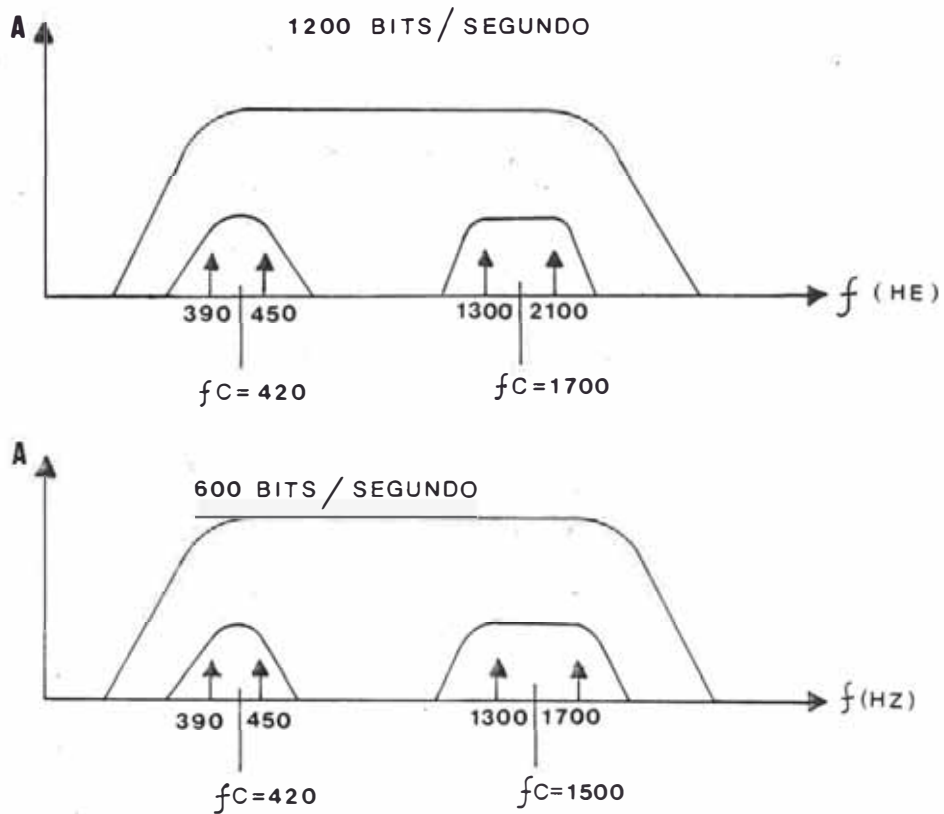 A
1200 BITS/SEGUNDO
390 450 1300 2100
f (HE)
fC=420 fC=1700
A
600 BITS/SEGUNDO
390 450 1300 1700
f(HZ)
fC=420 fC=1500